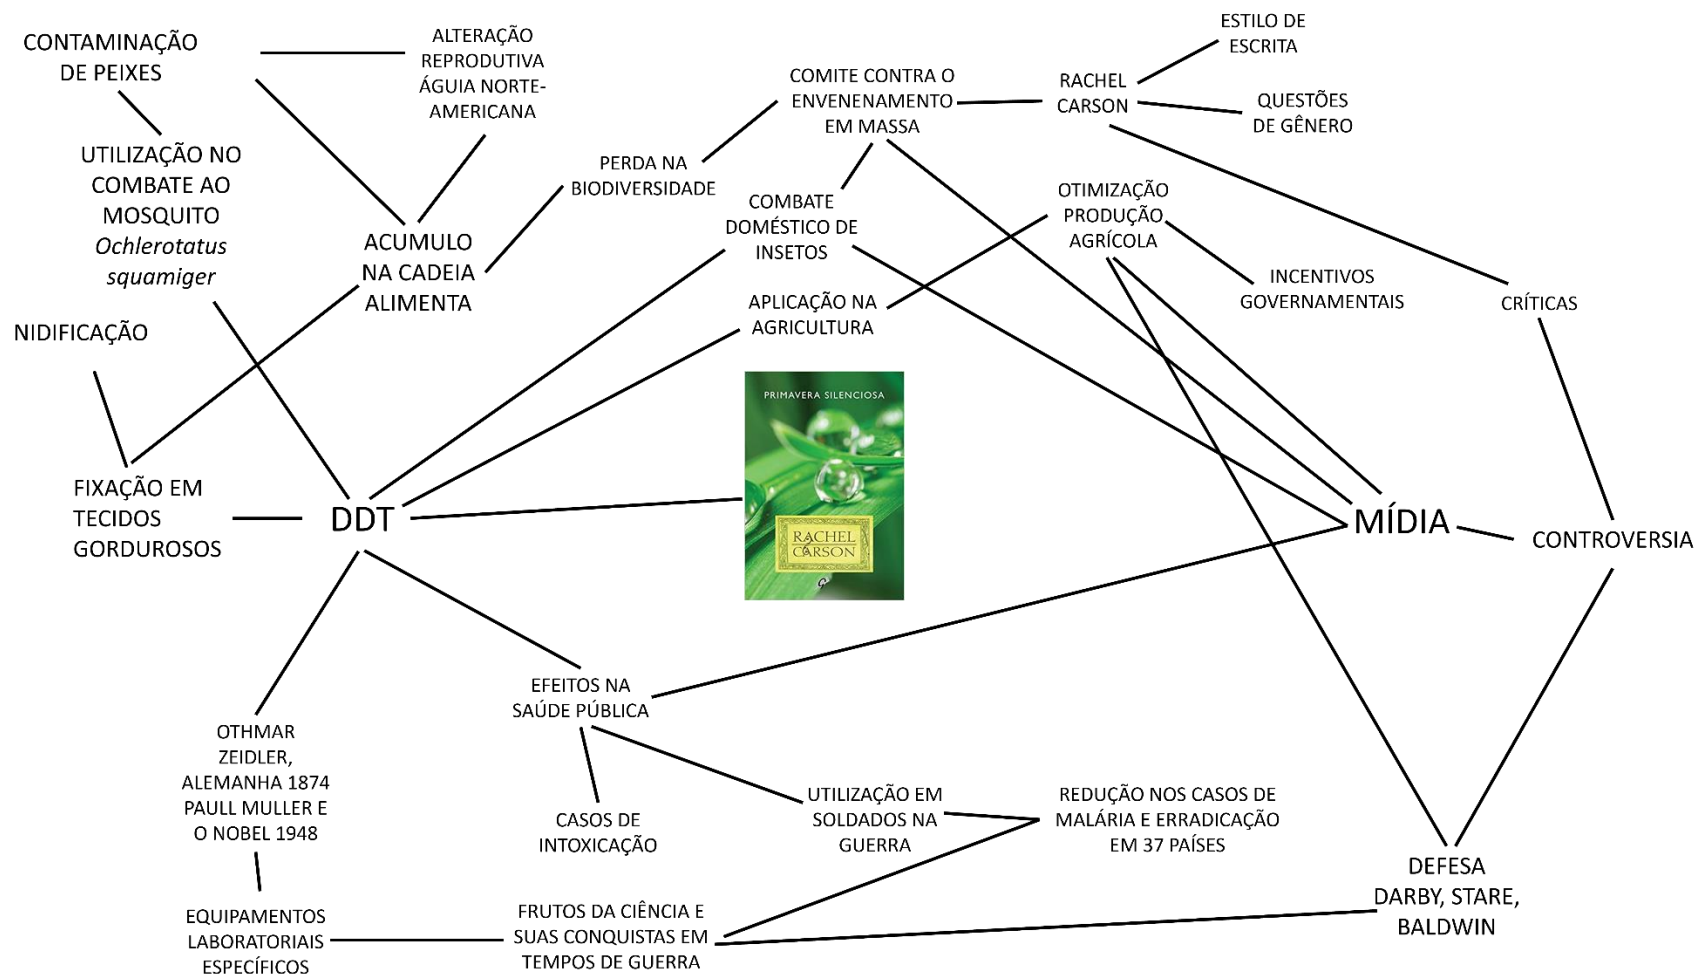 CONTAMINAÇÃO
DE PEIXES
ALTERAÇÃO
REPRODUTIVA
ÁGUIA NORTE-
AMERICANA
UTILIZAÇÃO NO
COMBATE AO
MOSQUITO
Ochlerotatus
squamiger
ACUMULO
NA CADEIA
ALIMENTA
NIDIFICAÇÃO
FIXAÇÃO EM
TECIDOS
GORDUROSOS
DDT
PERDA NA
BIODIVERSIDADE
COMITE CONTRA O
ENVENENAMENTO
EM MASSA
COMBATE
DOMÉSTICO DE
INSETOS
APLICAÇÃO NA
AGRICULTURA
RACHEL
CARSON
ESTILO DE
ESCRITA
QUESTÕES
DE GÊNERO
OTIMIZAÇÃO
PRODUÇÃO
AGRÍCOLA
INCENTIVOS
GOVERNAMENTAIS
CRÍTICAS
PRIMAVERA SILENCIOSA
RACHEL
CARSON
MÍDIA
CONTROVERSIA
EFEITOS NA
SAÚDE PÚBLICA
OTHMAR
ZEIDLER,
ALEMANHA 1874
PAULL MULLER E
O NOBEL 1948
CASOS DE
INTOXICAÇÃO
UTILIZAÇÃO EM
SOLDADOS NA
GUERRA
REDUÇÃO NOS CASOS DE
MALÁRIA E ERRADICAÇÃO
EM 37 PAÍSES
DEFESA
DARBY, STARE,
BALDWIN
EQUIPAMENTOS
LABORATORIAIS
ESPECÍFICOS
FRUTOS DA CIÊNCIA E
SUAS CONQUISTAS EM
TEMPOS DE GUERRA